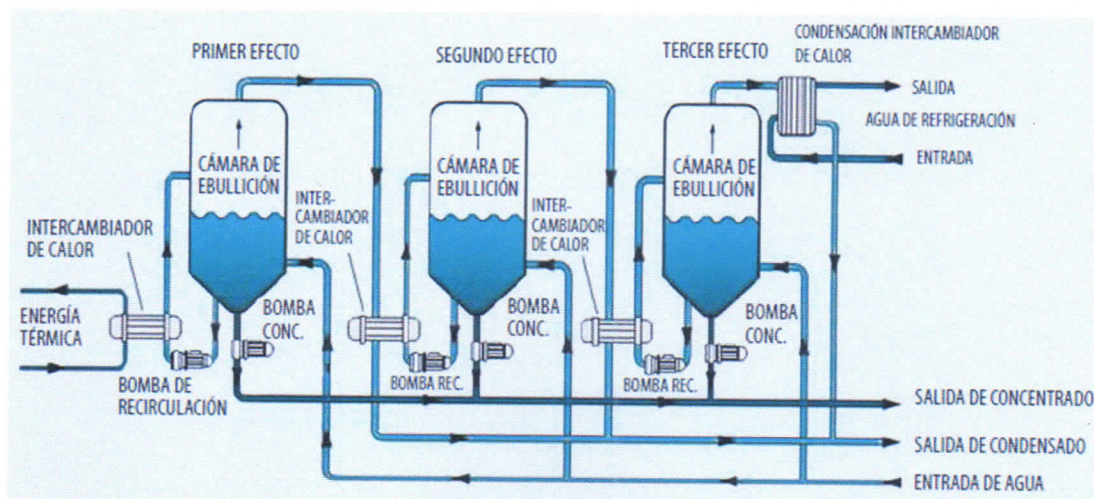 PRIMER EFECTO
SEGUNDO EFECTO
TERCER EFECTO
CONDENSACIÓN INTERCAMBIADOR
DE CALOR
SALIDA
AGUA DE REFRIGERACIÓN
ENTRADA
CÁMARA DE
EBULLICIÓN
INTER-
CAMBIADOR
DE CALOR
CÁMARA DE
EBULLICIÓN
INTER-
CAMBIADOR
DE CALOR
CÁMARA DE
EBULLICIÓN
INTERCAMBIADOR
DE CALOR
ENERGÍA
TÉRMICA
BOMBA
CONC.
BOMBA
CONC.
BOMBA
CONC.
BOMBA DE
RECIRCULACIÓN
BOMBA REC.
BOMBA REC.
SALIDA DE CONCENTRADO
SALIDA DE CONDENSADO
ENTRADA DE AGUA